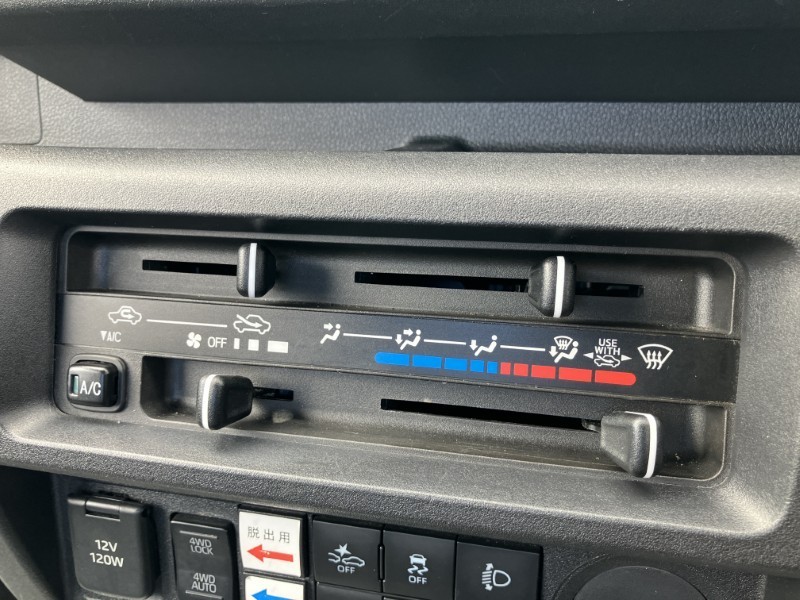 ▼A/C
OFF
USE
WITH
A/C
12V
120W
4WD
LOCK
4WD
AUTO
脱出用
OFF
OFF